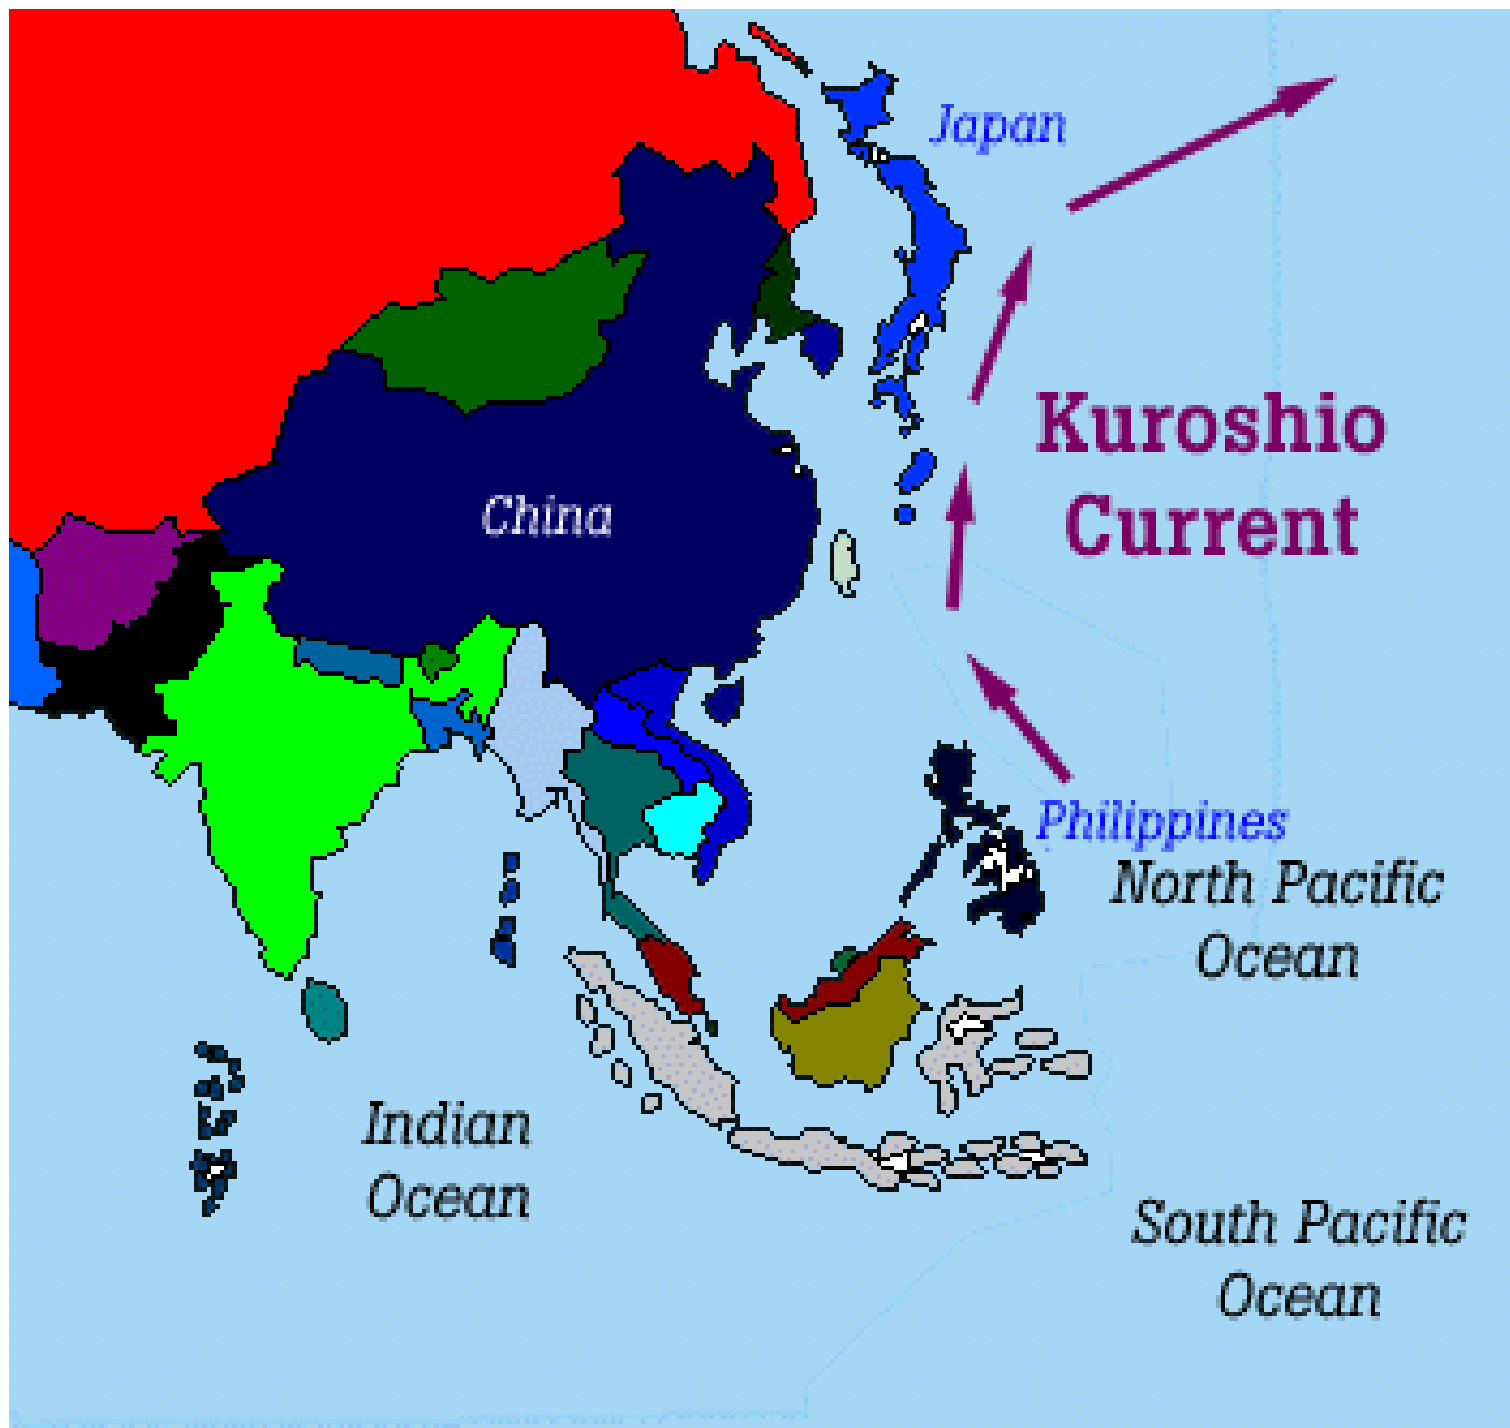 Japan
Kuroshio
Current
China
Philippines
North Pacific
Ocean
Indian
Ocean
South Pacific
Ocean